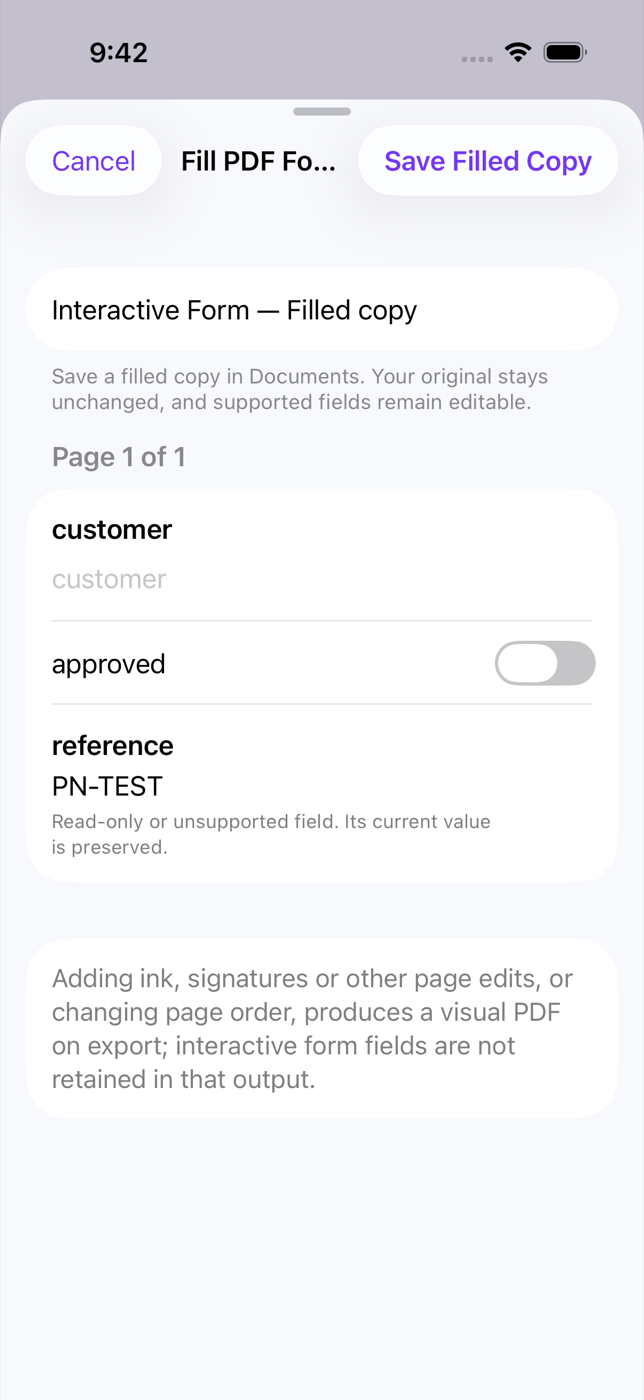 9:42
Cancel
Fill PDF Fo...
Save Filled Copy
Interactive Form — Filled copy
Save a filled copy in Documents. Your original stays
unchanged, and supported fields remain editable.
Page 1 of 1
customer
customer
approved
reference
PN-TEST
Read-only or unsupported field. Its current value
is preserved.
Adding ink, signatures or other page edits, or
changing page order, produces a visual PDF
on export; interactive form fields are not
retained in that output.